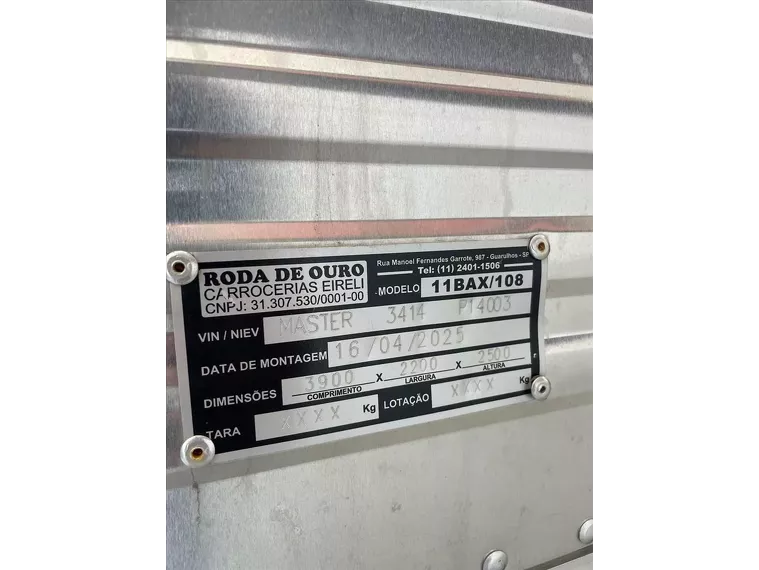 RODA DE OURO
CARROCERIAS EIRELI
CNPJ: 31.307.530/0001-00
Rua Manoel Fernandes Garrote, 987 - Guarulhos - SP
Tel: (11) 2401-1506
MODELO 11BAX/108
VIN / NIEV MASTER 3414 P14003
DATA DE MONTAGEM 16/04/2025
DIMENSÕES 3900 X 2200 X 2500
COMPRIMENTO LARGURA ALTURA
TARA XXXX Kg LOTAÇÃO XXXX Kg